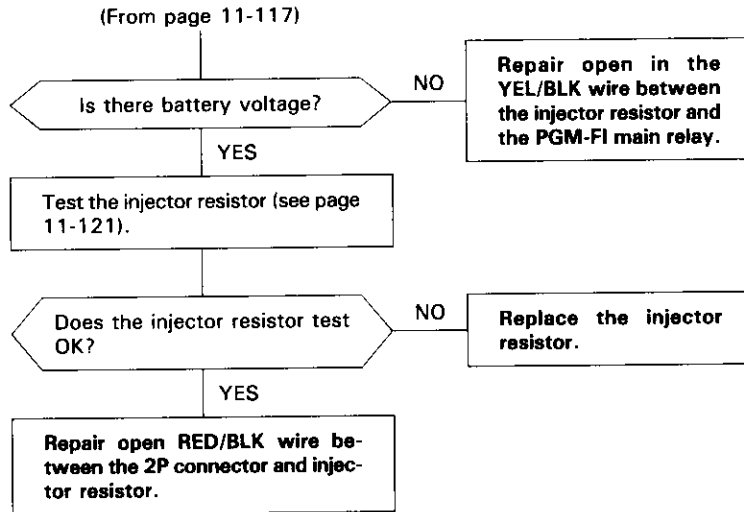 (From page 11-117)
Is there battery voltage?
NO
Repair open in the
YEL/BLK wire between
the injector resistor and
the PGM-FI main relay.
YES
Test the injector resistor (see page
11-121).
Does the injector resistor test
OK?
NO
Replace the injector
resistor.
YES
Repair open RED/BLK wire be-
tween the 2P connector and injec-
tor resistor.